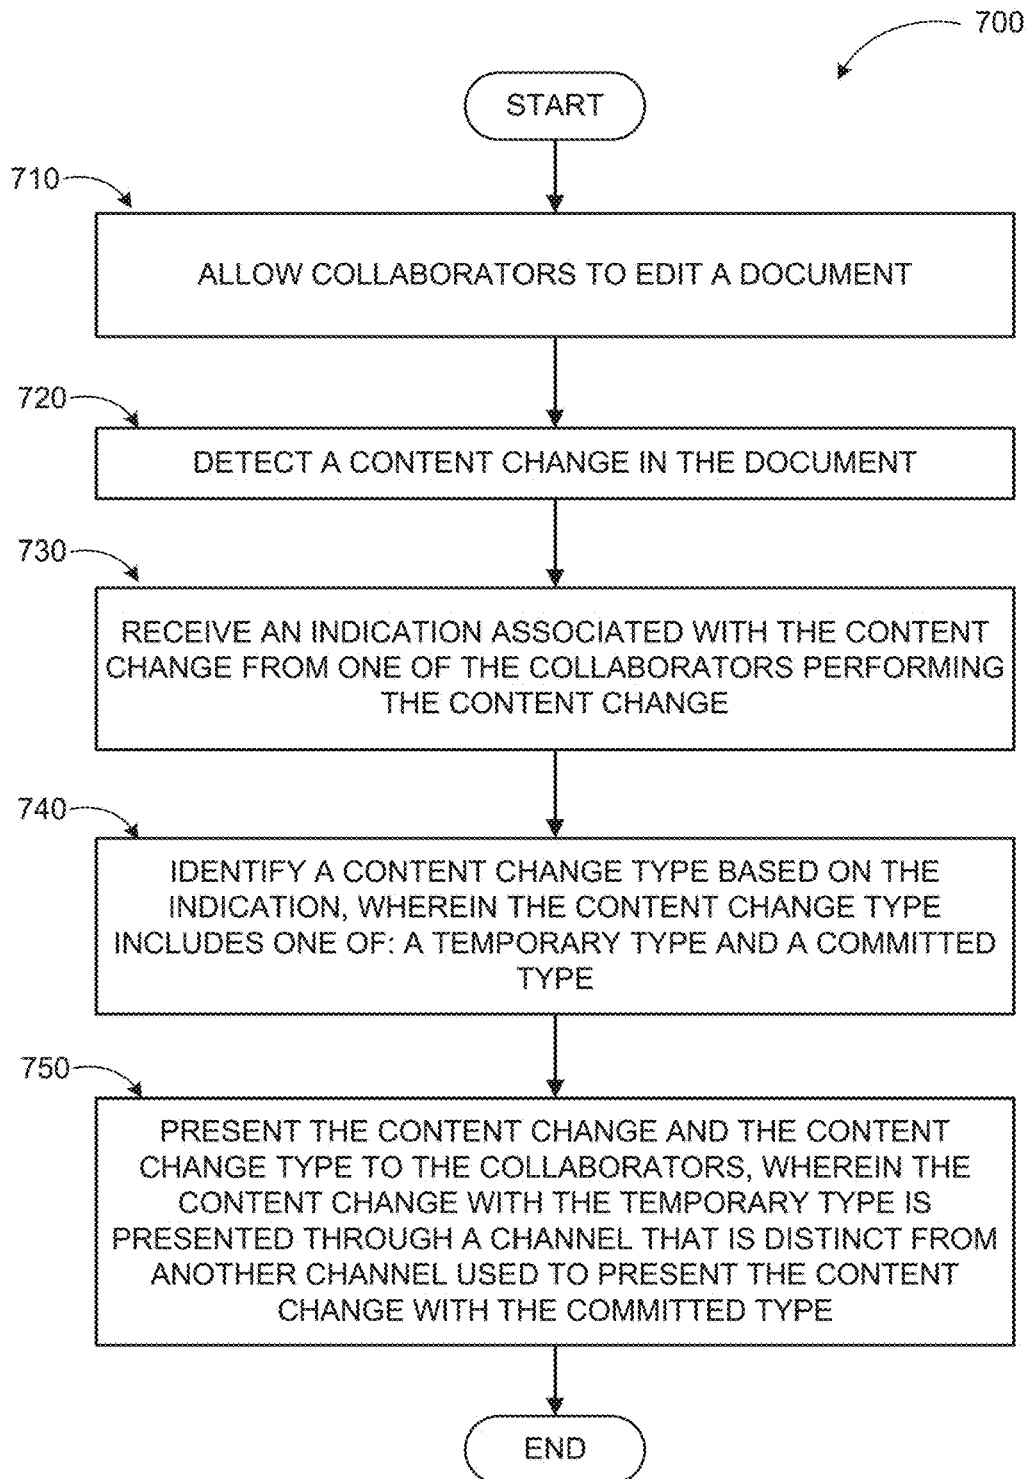 700
START
710
ALLOW COLLABORATORS TO EDIT A DOCUMENT
720
DETECT A CONTENT CHANGE IN THE DOCUMENT
730
RECEIVE AN INDICATION ASSOCIATED WITH THE CONTENT
CHANGE FROM ONE OF THE COLLABORATORS PERFORMING
THE CONTENT CHANGE
740
IDENTIFY A CONTENT CHANGE TYPE BASED ON THE
INDICATION, WHEREIN THE CONTENT CHANGE TYPE
INCLUDES ONE OF: A TEMPORARY TYPE AND A COMMITTED
TYPE
750
PRESENT THE CONTENT CHANGE AND THE CONTENT
CHANGE TYPE TO THE COLLABORATORS, WHEREIN THE
CONTENT CHANGE WITH THE TEMPORARY TYPE IS
PRESENTED THROUGH A CHANNEL THAT IS DISTINCT FROM
ANOTHER CHANNEL USED TO PRESENT THE CONTENT
CHANGE WITH THE COMMITTED TYPE
END